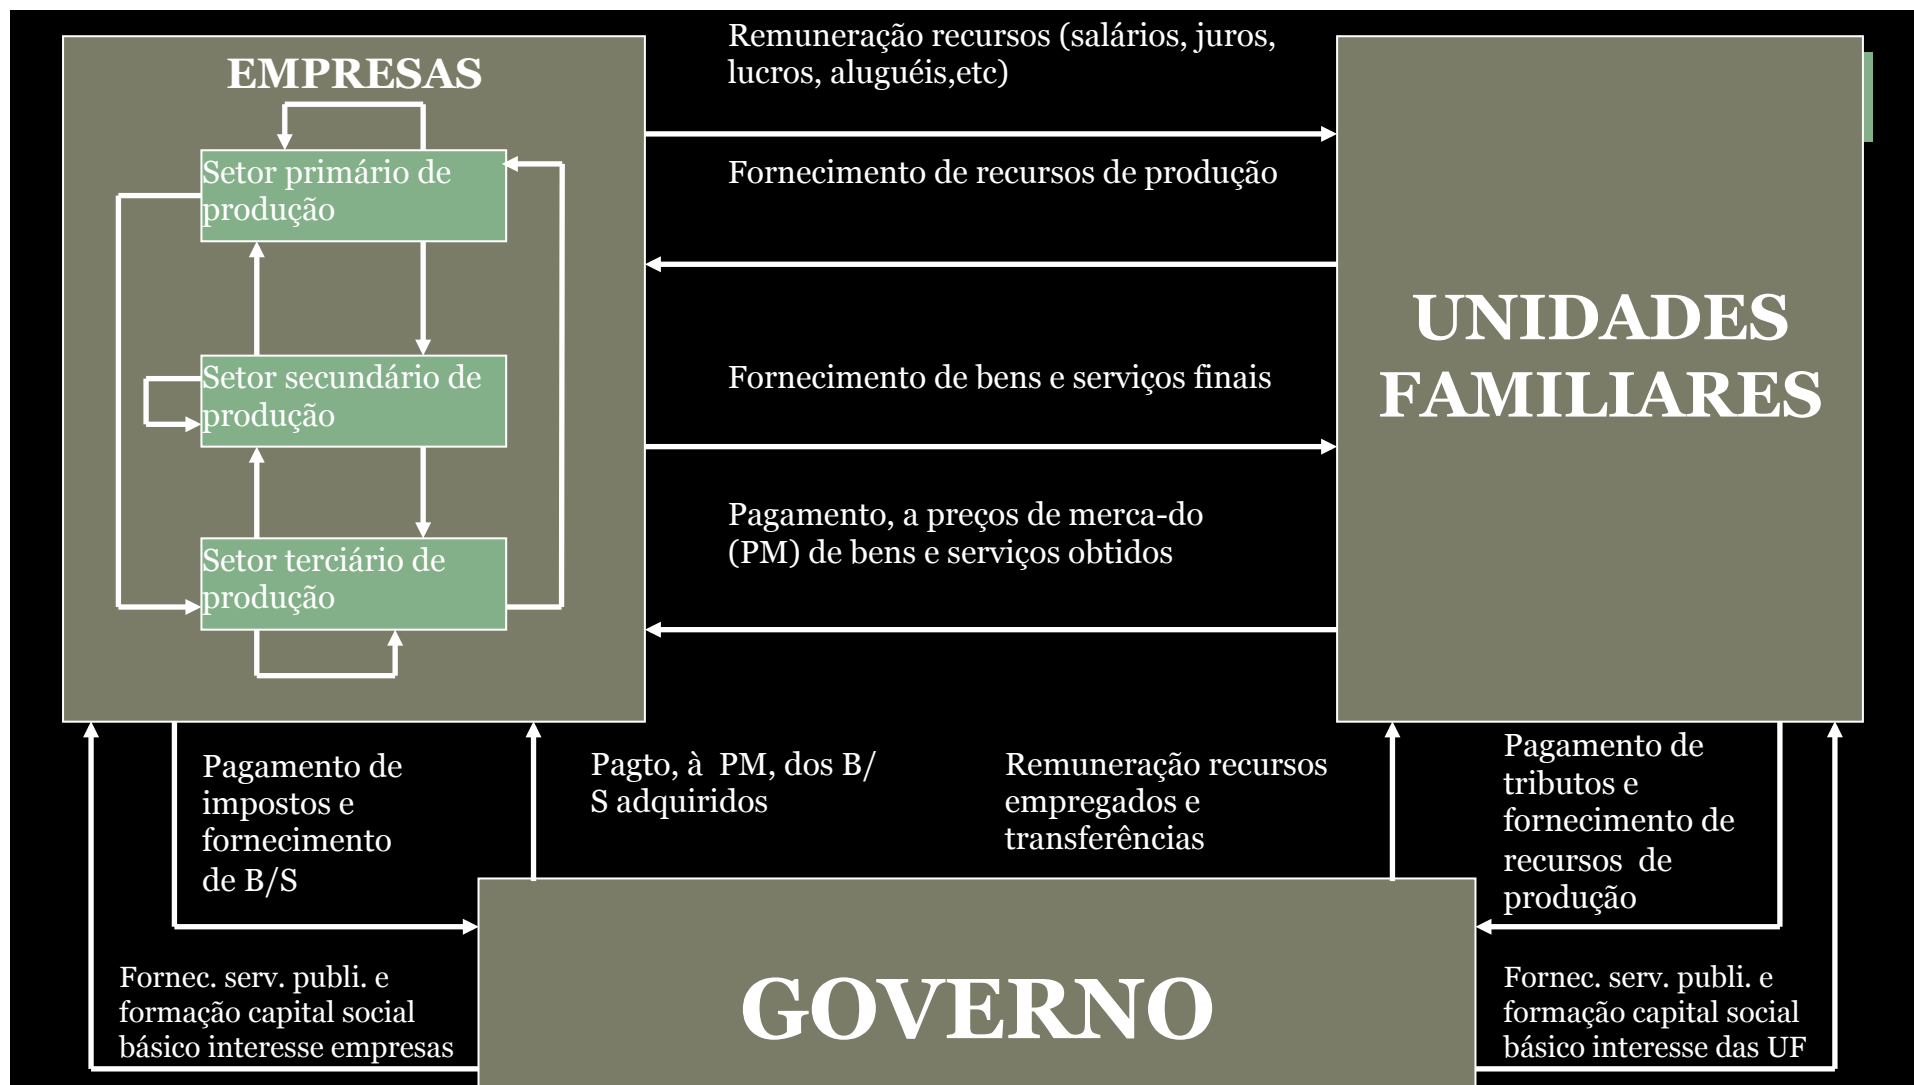 EMPRESAS
Setor primário de
produção
Setor secundário de
produção
Setor terciário de
produção
Remuneração recursos (salários, juros,
lucros, aluguéis,etc)
Fornecimento de recursos de produção
Fornecimento de bens e serviços finais
Pagamento, a preços de merca-do
(PM) de bens e serviços obtidos
UNIDADES
FAMILIARES
Pagamento de
impostos e
fornecimento
de B/S
Pagto, à PM, dos B/
S adquiridos
Remuneração recursos
empregados e
transferências
Pagamento de
tributos e
fornecimento de
recursos de
produção
Fornec. serv. publi. e
formação capital social
básico interesse empresas
GOVERNO
Fornec. serv. publi. e
formação capital social
básico interesse das UF